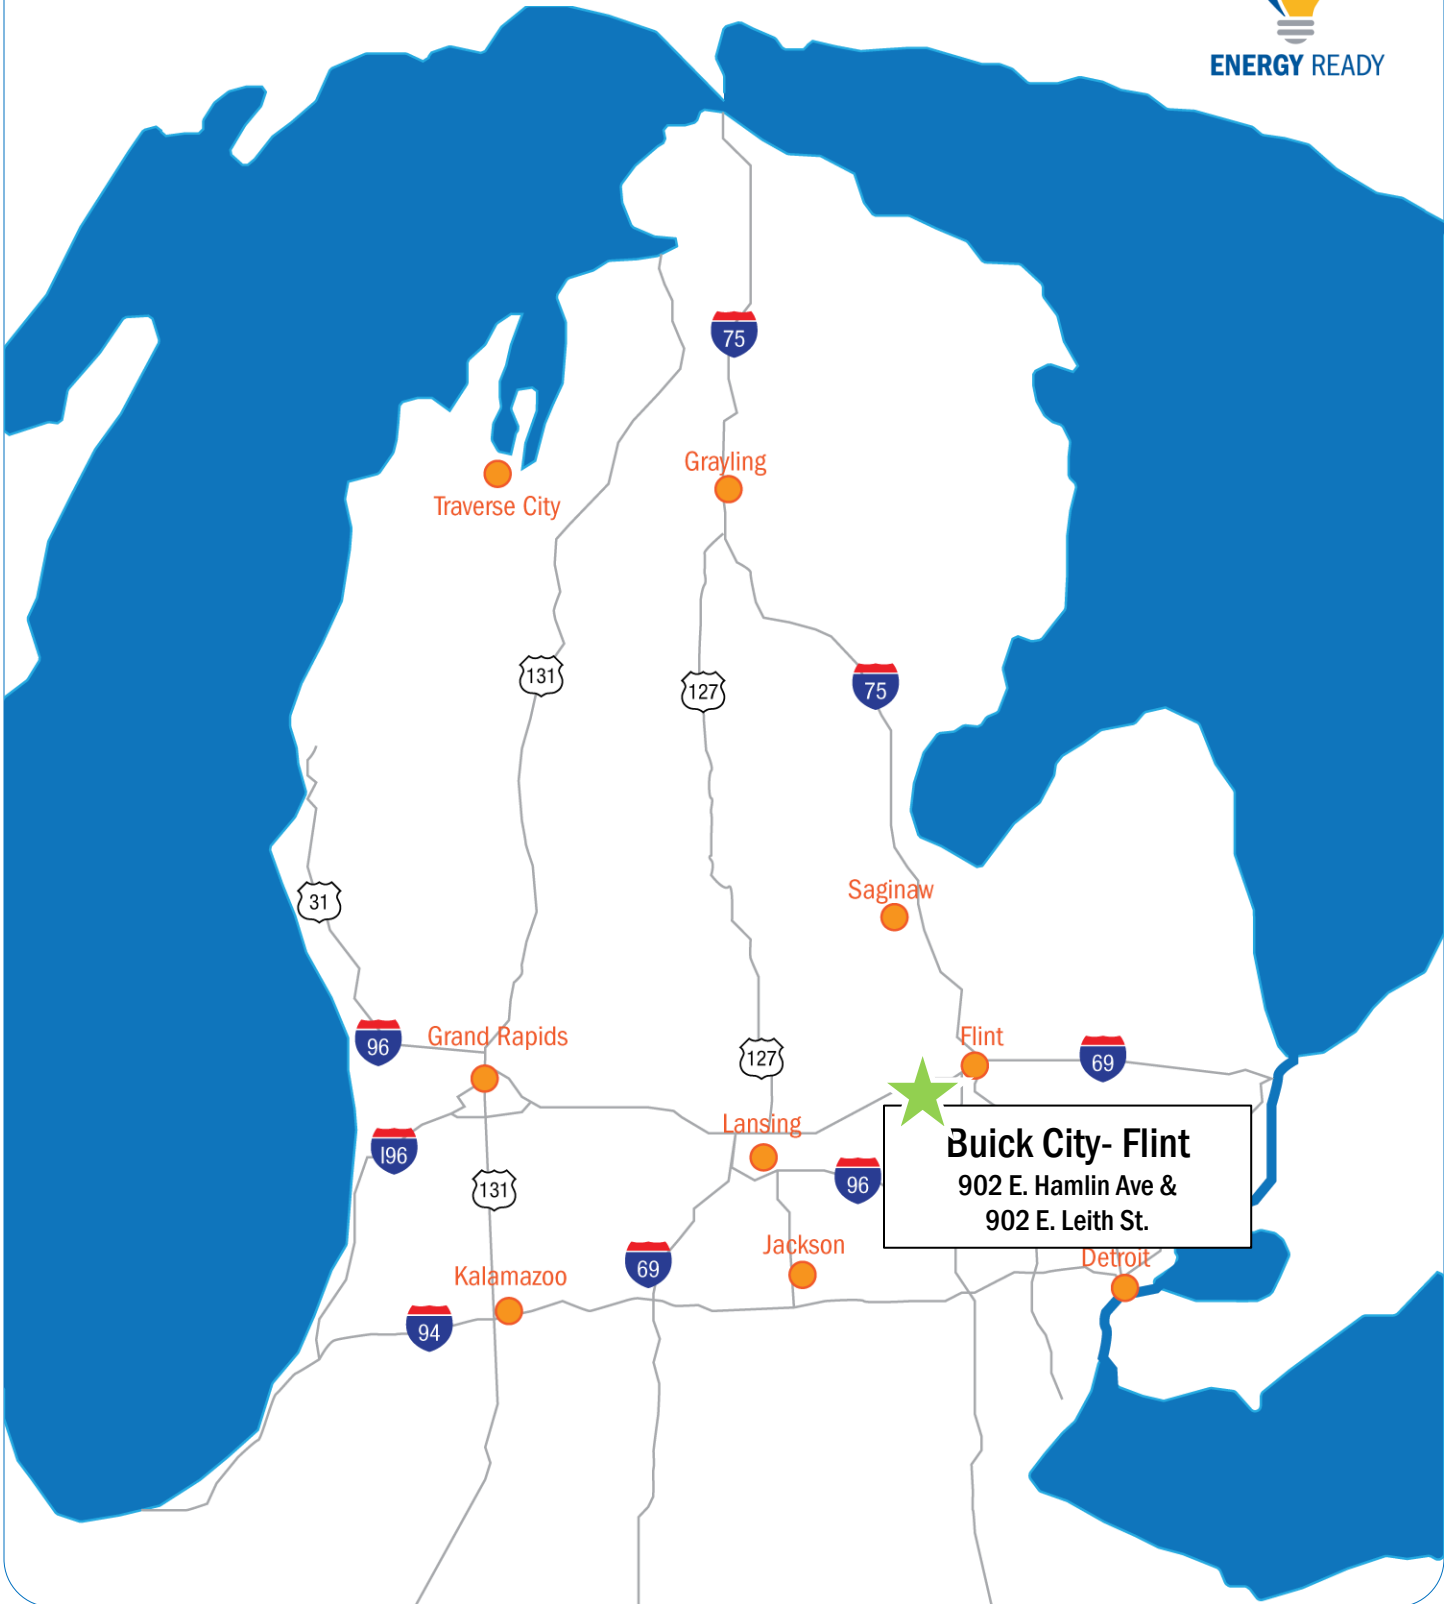 ENERGY READY
75
Grayling
Traverse City
131
127
75
Saginaw
31
96
Grand Rapids
127
Flint
69
Lansing
I96
131
96
Buick City- Flint
902 E. Hamlin Ave &
902 E. Leith St.
Jackson
Detroit
69
Kalamazoo
94